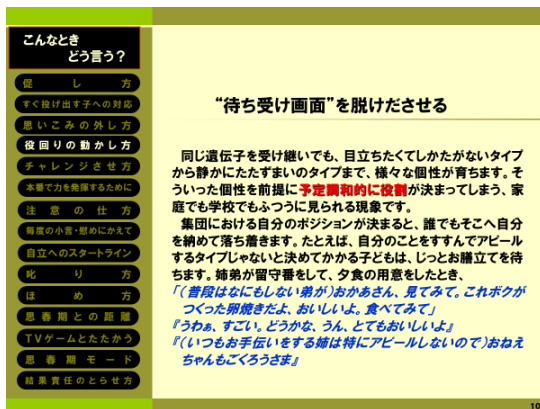 こんなとき
どう言う？
促し方
すぐ投げ出す子への対応
思いこみの外し方
役回りの動かし方
チャレンジさせ方
本番で力を発揮するために
注意の仕方
毎度の小言・慰めにかえて
自立へのスタートライン
叱り方
ほめ方
思春期との距離
TVゲームとたたかう
思春期モード
結果責任のとらせ方
“待ち受け画面”を脱けださせる
同じ遺伝子を受け継いでも、目立ちたくてしかたがないタイプ
から静かにたたずまいのタイプまで、様々な個性が育ちます。そ
ういった個性を前提に予定調和的に役割が決まってしまう、家
庭でも学校でもふつうに見られる現象です。
集団における自分のポジションが決まると、誰でもそこへ自分
を納めて落ち着きます。たとえば、自分のことをすすんでアピール
するタイプじゃないと決めてかかる子どもは、じっとお膳立てを待
ちます。姉弟が留守番をして、夕食の用意をしたとき、
「（普段はなにもしない弟が）おかあさん、見てみて。これボクが
つくった卵焼きだよ、おいしいよ。食べてみて」
『うわぁ、すごい。どうかな、うん、とてもおいしいよ』
『（いつもお手伝いをする姉は特にアピールしないので）おねえ
ちゃんもごくろうさま』
10